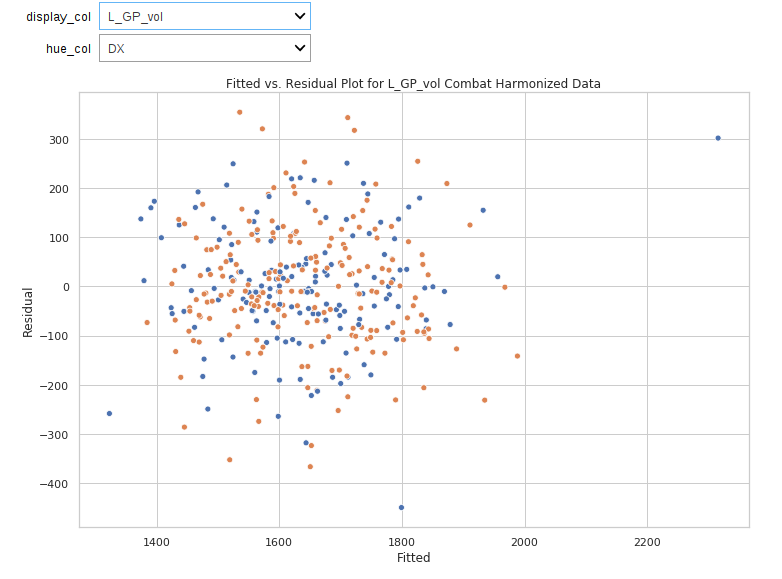 display_col L_GP_vol
hue_col DX
Fitted vs. Residual Plot for L_GP_vol Combat Harmonized Data
300
200
100
0
−100
−200
−300
−400
Residual
1400 1600 1800 2000 2200
Fitted